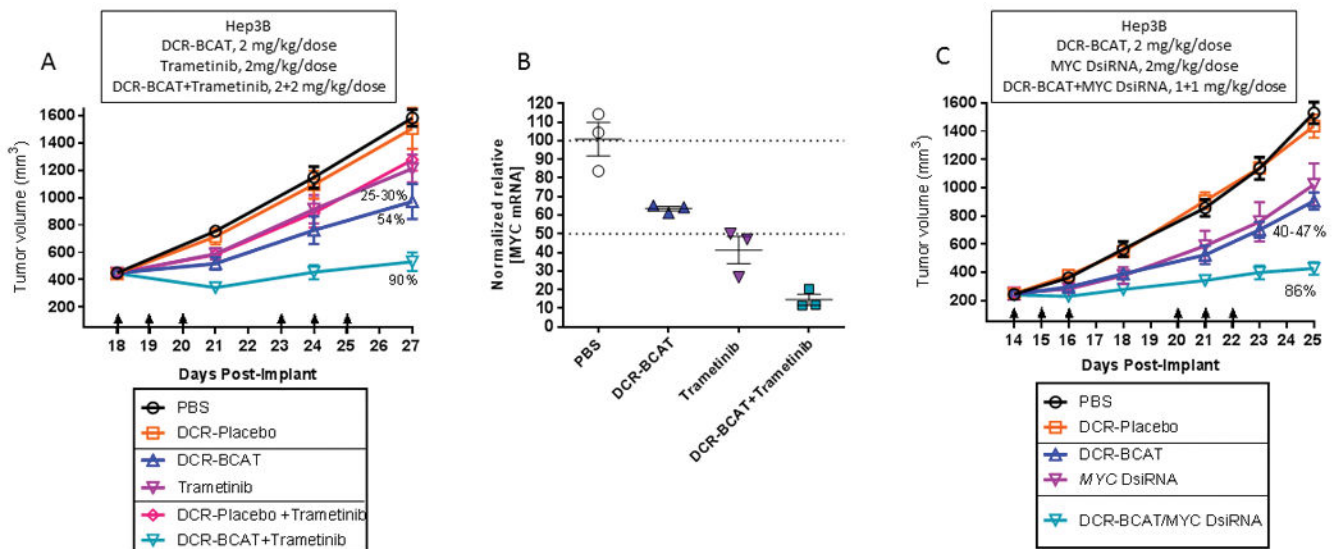 A
Hep3B
DCR-BCAT, 2 mg/kg/dose
Trametinib, 2mg/kg/dose
DCR-BCAT+Trametinib, 2+2 mg/kg/dose
Tumor volume (mm3)
1600
1400
1200
1000
800
600
400
200
25-30%
54%
90%
18 19 20 21 22 23 24 25 26 27
Days Post-Implant
PBS
DCR-Placebo
DCR-BCAT
Trametinib
DCR-Placebo +Trametinib
DCR-BCAT+Trametinib
B
Normalized relative
[MYC mRNA]
120
110
100
90
80
70
60
50
40
30
20
10
0
PBS
DCR-BCAT
Trametinib
DCR-BCAT+Trametinib
C
Hep3B
DCR-BCAT, 2 mg/kg/dose
MYC DsiRNA, 2mg/kg/dose
DCR-BCAT+MYC DsiRNA, 1+1 mg/kg/dose
Tumor volume (mm3)
1600
1400
1200
1000
800
600
400
200
40-47%
86%
14 15 16 17 18 19 20 21 22 23 24 25
Days Post-Implant
PBS
DCR-Placebo
DCR-BCAT
MYC DsiRNA
DCR-BCAT/MYC DsiRNA